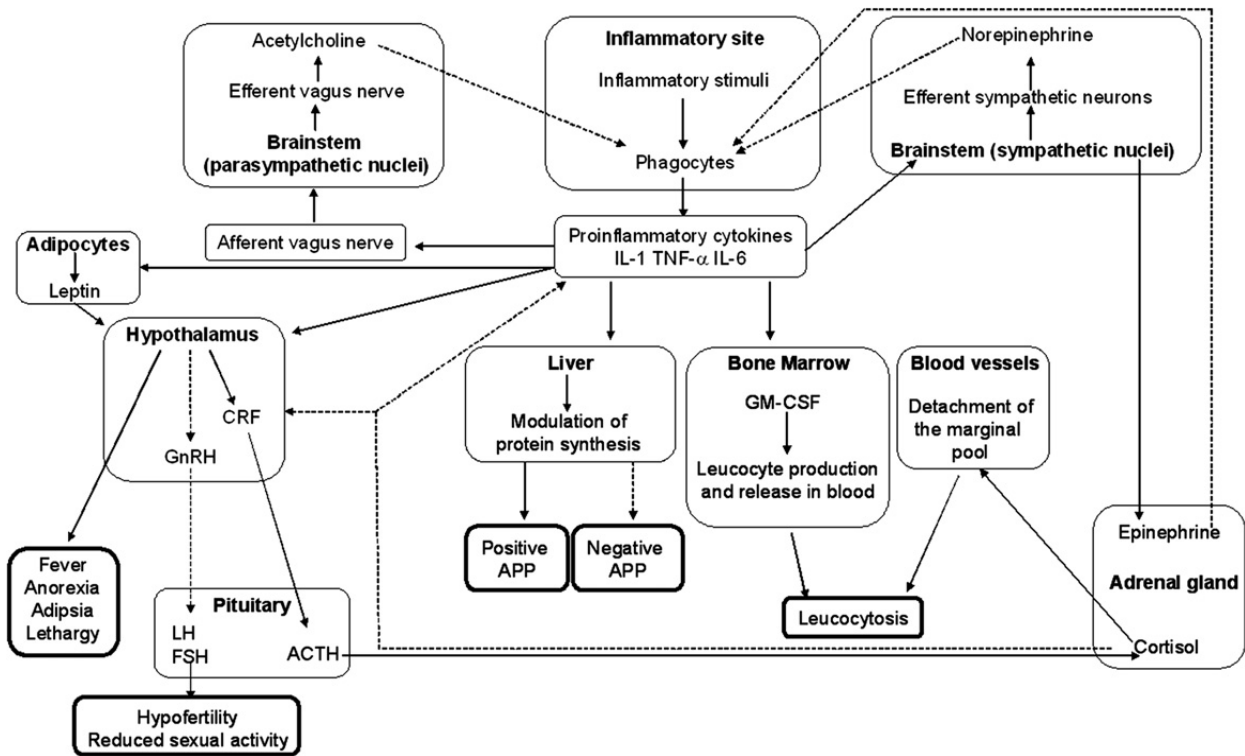 Acetylcholine
Efferent vagus nerve
Brainstem
(parasympathetic nuclei)
Inflammatory site
Inflammatory stimuli
Phagocytes
Norepinephrine
Efferent sympathetic neurons
Brainstem (sympathetic nuclei)
Afferent vagus nerve
Proinflammatory cytokines
IL-1 TNF-α IL-6
Adipocytes
Leptin
Hypothalamus
CRF
GnRH
Liver
Modulation of
protein synthesis
Bone Marrow
GM-CSF
Leucocyte production
and release in blood
Blood vessels
Detachment of
the marginal
pool
Positive
APP
Negative
APP
Leucocytosis
Epinephrine
Adrenal gland
Cortisol
Fever
Anorexia
Adipsia
Lethargy
Pituitary
LH
FSH
ACTH
Hypofertility
Reduced sexual activity